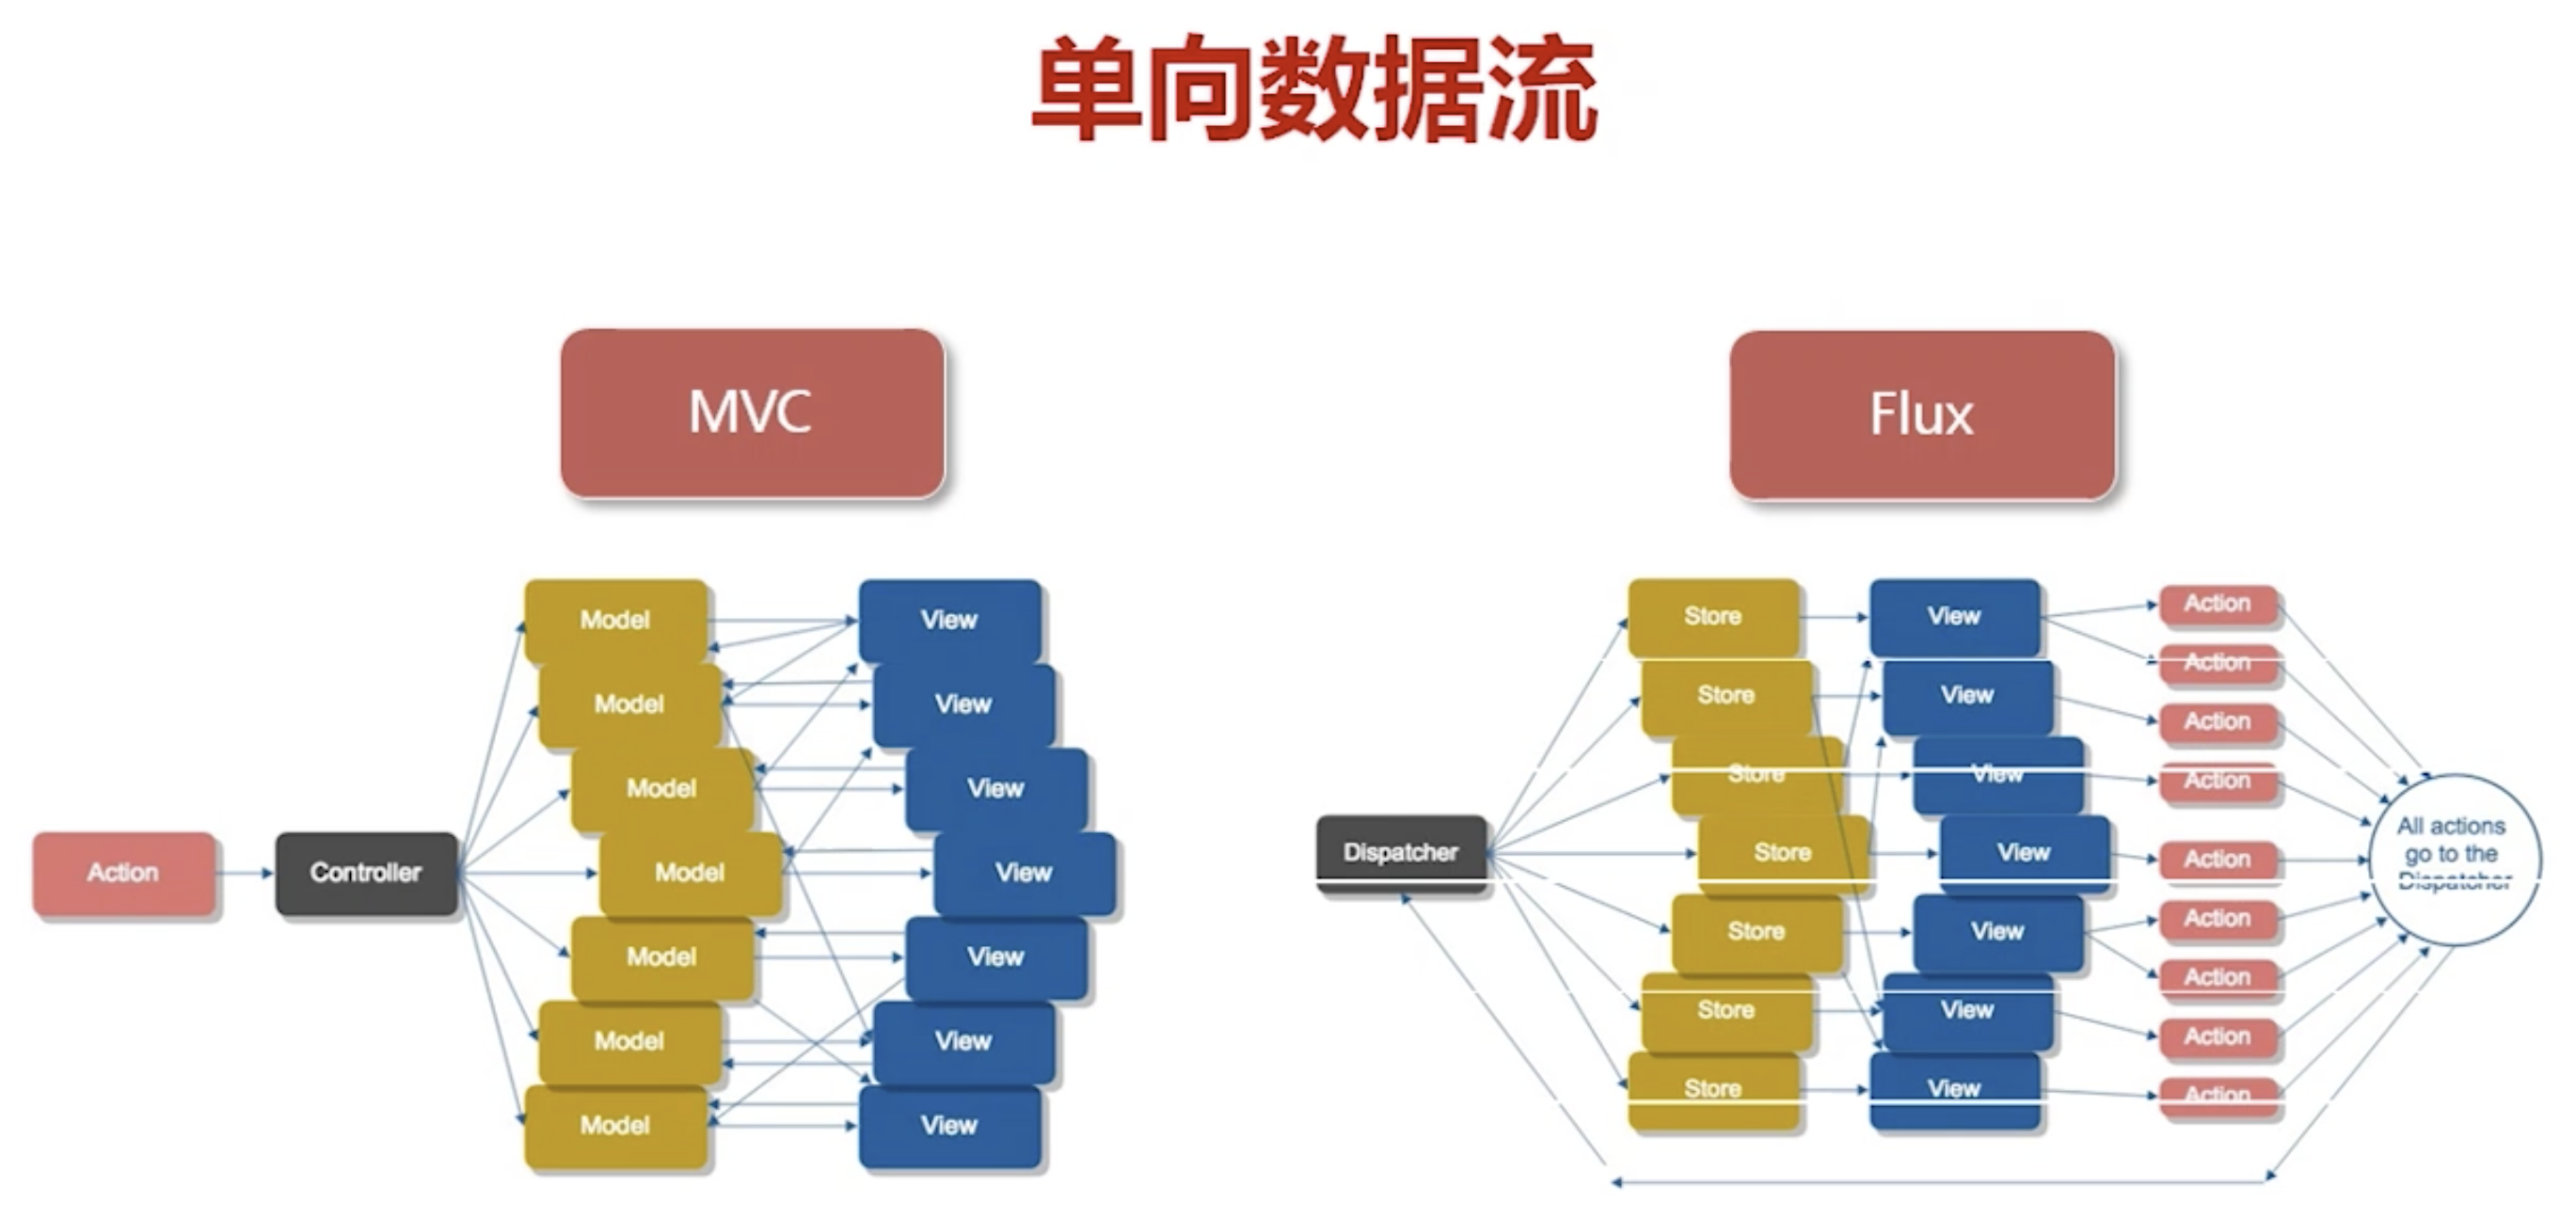 单向数据流
MVC
Action
Controller
Model
Model
Model
Model
Model
Model
Model
View
View
View
View
View
View
View
Flux
Dispatcher
Store
Store
Store
Store
Store
Store
Store
View
View
View
View
View
View
View
Action
Action
Action
Action
Action
Action
Action
Action
Action
All actions
go to the
Dispatcher